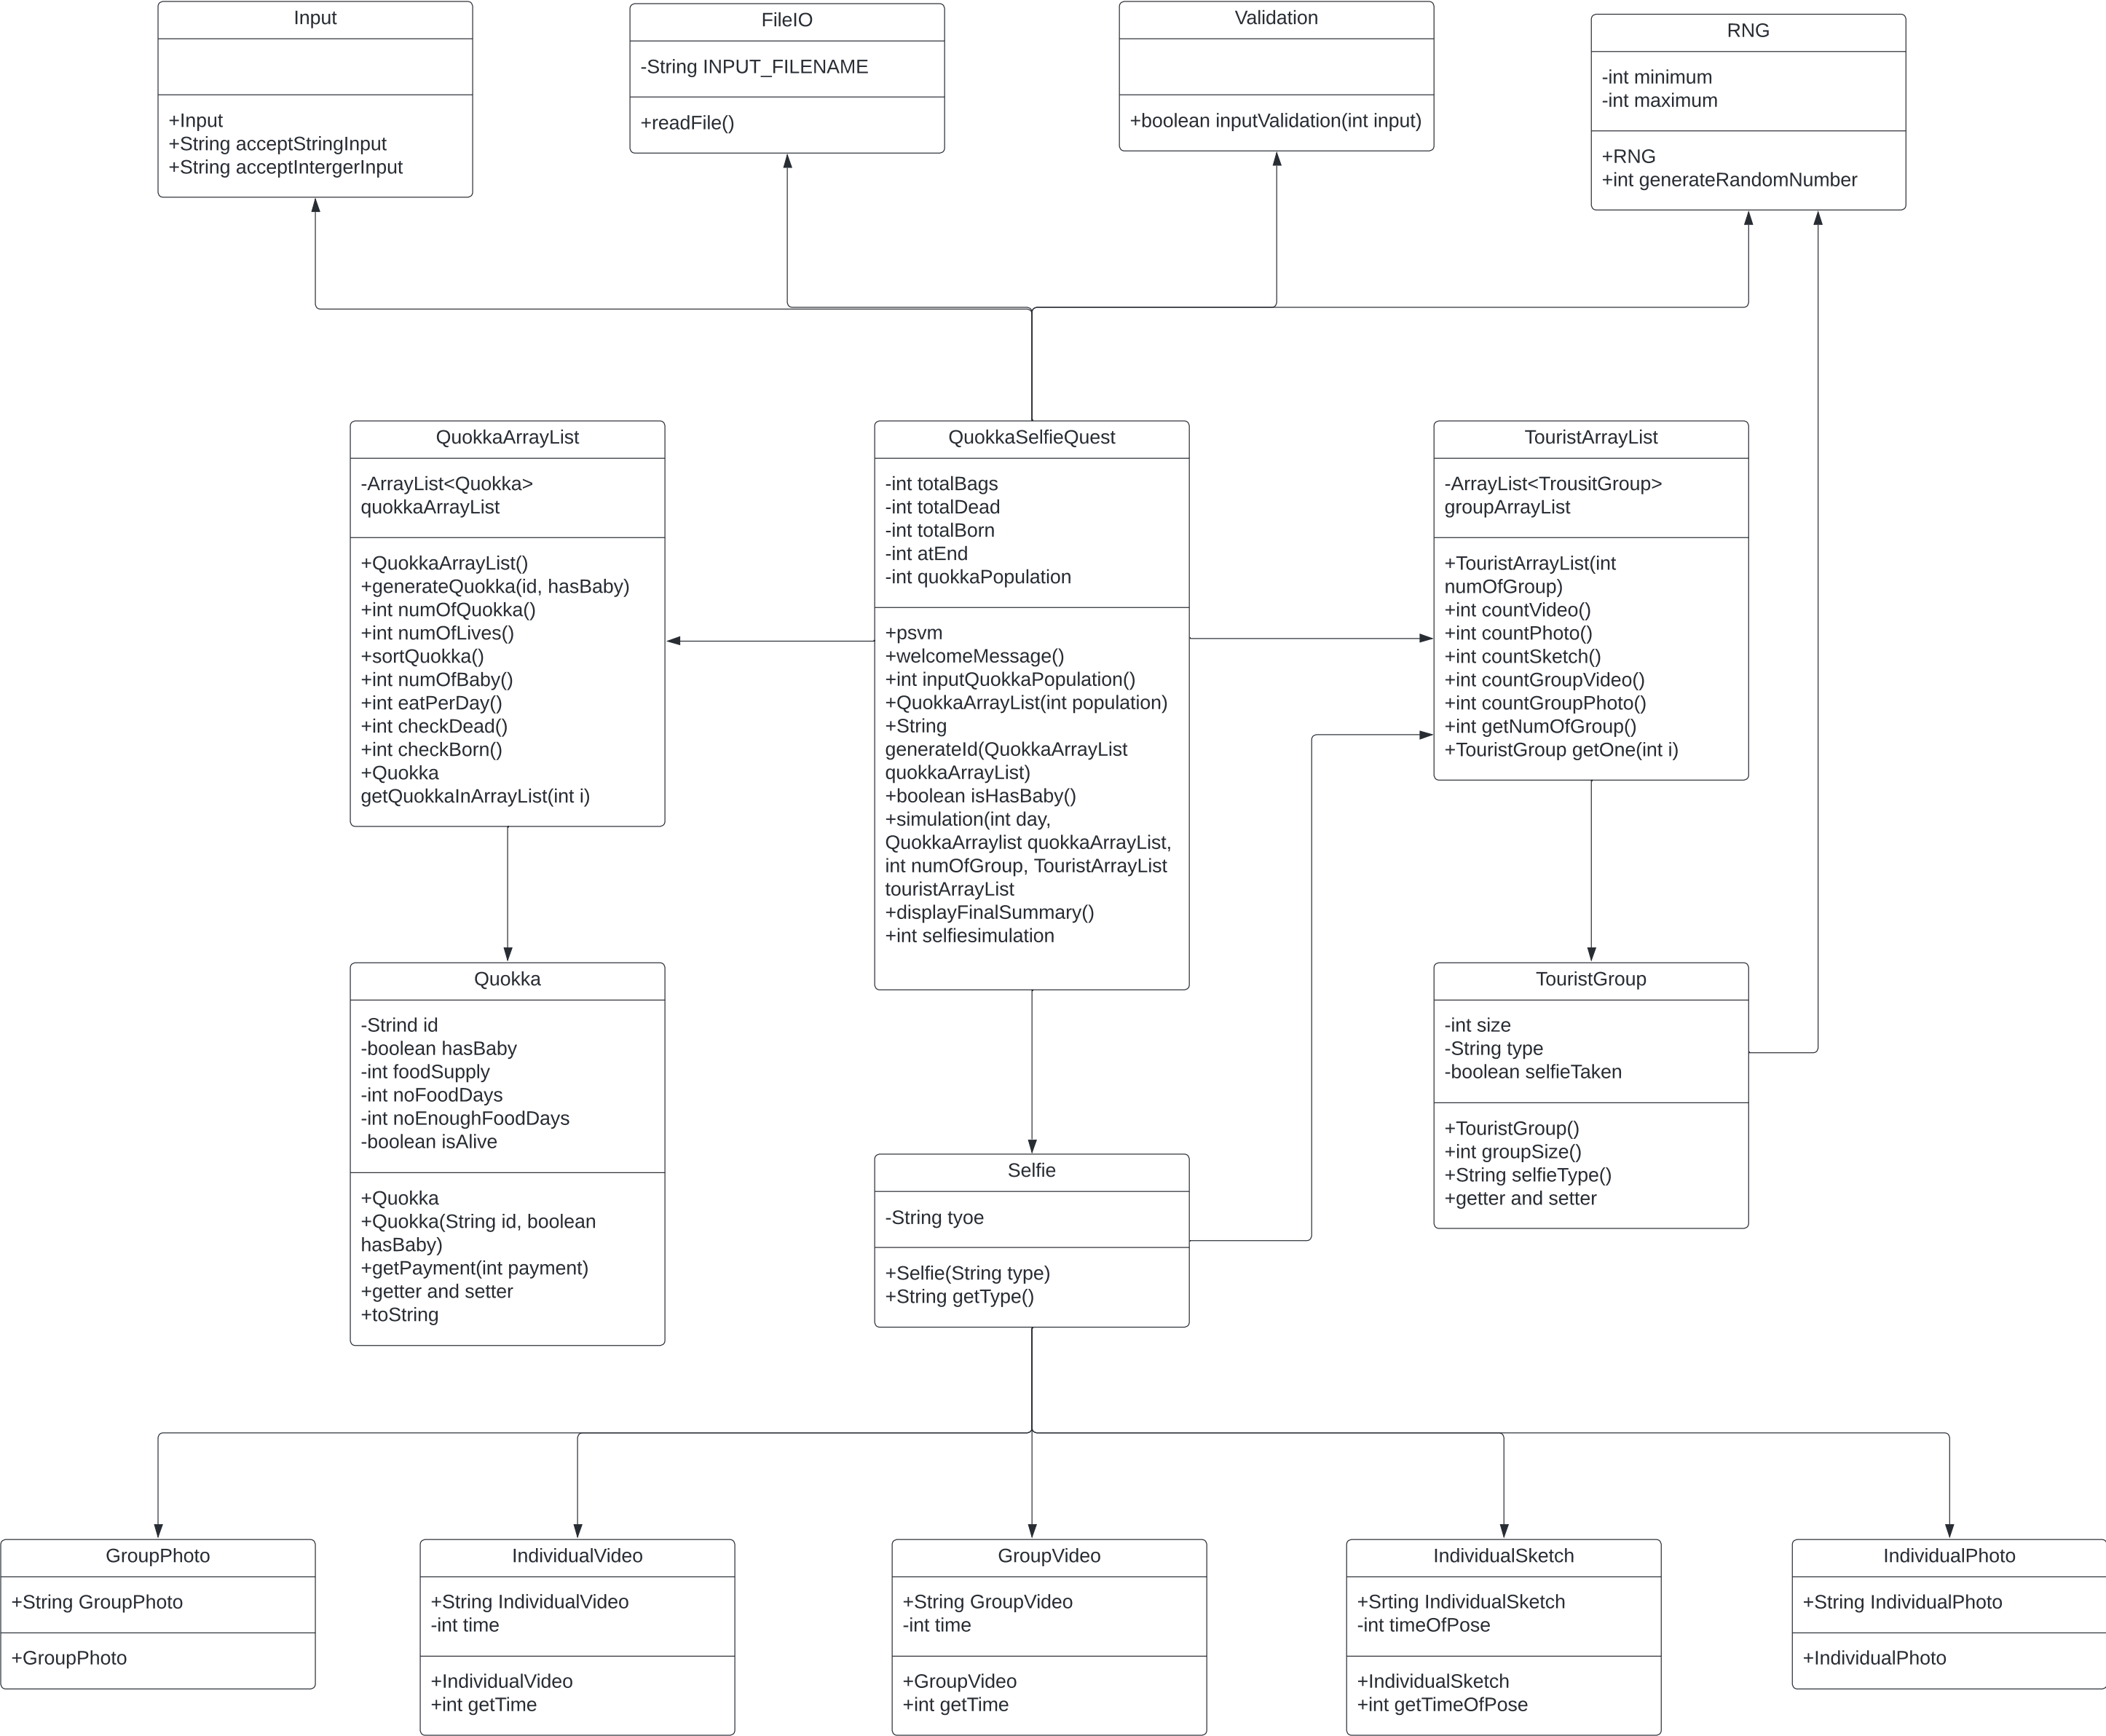 Input
+Input
+String acceptStringInput
+String acceptIntergerInput
FileIO
-String INPUT_FILENAME
+readFile()
Validation
+boolean inputValidation(int input)
RNG
-int minimum
-int maximum
+RNG
+int generateRandomNumber
QuokkaArrayList
-ArrayList<Quokka>
quokkaArrayList
+QuokkaArrayList()
+generateQuokka(id, hasBaby)
+int numOfQuokka()
+int numOfLives()
+sortQuokka()
+int numOfBaby()
+int eatPerDay()
+int checkDead()
+int checkBorn()
+Quokka
getQuokkaInArrayList(int i)
QuokkaSelfieQuest
-int totalBags
-int totalDead
-int totalBorn
-int atEnd
-int quokkaPopulation
+psvm
+welcomeMessage()
+int inputQuokkaPopulation()
+QuokkaArrayList(int population)
+String
generateId(QuokkaArrayList
quokkaArrayList)
+boolean isHasBaby()
+simulation(int day,
QuokkaArraylist quokkaArrayList,
int numOfGroup, TouristArrayList
touristArrayList
+displayFinalSummary()
+int selfiesimulation
TouristArrayList
-ArrayList<TrousitGroup>
groupArrayList
+TouristArrayList(int
numOfGroup)
+int countVideo()
+int countPhoto()
+int countSketch()
+int countGroupVideo()
+int countGroupPhoto()
+int getNumOfGroup()
+TouristGroup getOne(int i)
Quokka
-Strind id
-boolean hasBaby
-int foodSupply
-int noFoodDays
-int noEnoughFoodDays
-boolean isAlive
+Quokka
+Quokka(String id, boolean
hasBaby)
+getPayment(int payment)
+getter and setter
+toString
Selfie
-String tyoe
+Selfie(String type)
+String getType()
TouristGroup
-int size
-String type
-boolean selfieTaken
+TouristGroup()
+int groupSize()
+String selfieType()
+getter and setter
GroupPhoto
+String GroupPhoto
+GroupPhoto
IndividualVideo
+String IndividualVideo
-int time
+IndividualVideo
+int getTime
GroupVideo
+String GroupVideo
-int time
+GroupVideo
+int getTime
IndividualSketch
+Srting IndividualSketch
-int timeOfPose
+IndividualSketch
+int getTimeOfPose
IndividualPhoto
+String IndividualPhoto
+IndividualPhoto